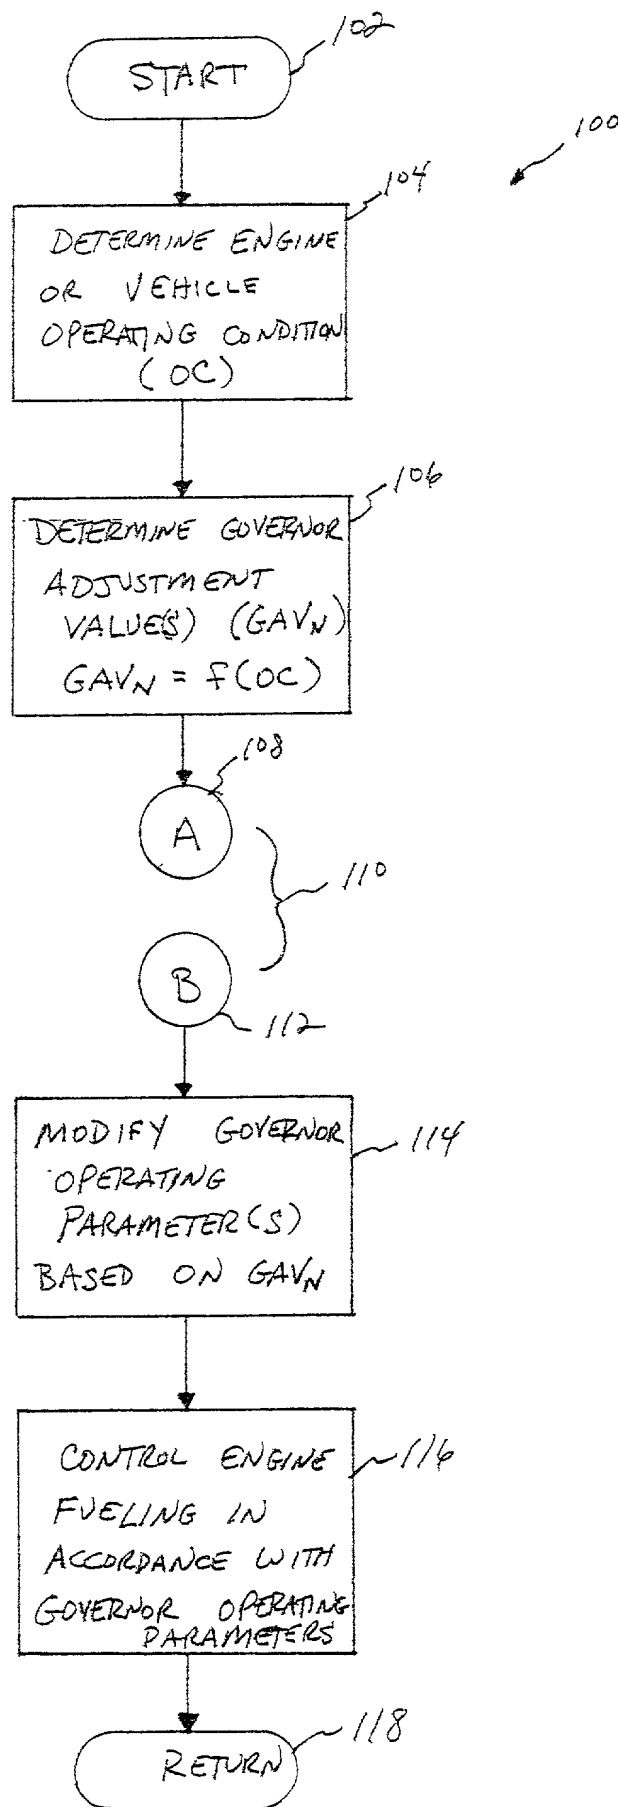 102
START
100
104
DETERMINE ENGINE
OR VEHICLE
OPERATING CONDITION
(OC)
106
DETERMINE GOVERNOR
ADJUSTMENT
VALUE(S) (GAVN)
GAVN = f(OC)
108
A
110
B
112
MODIFY GOVERNOR
OPERATING
PARAMETER(S)
BASED ON GAVN
114
CONTROL ENGINE
FUELING IN
ACCORDANCE WITH
GOVERNOR OPERATING
PARAMETERS
116
118
RETURN